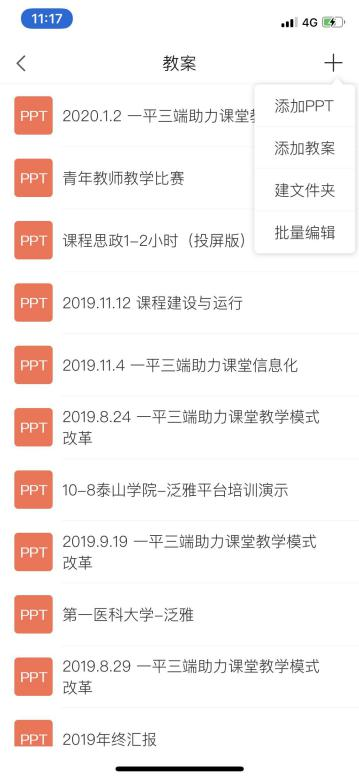 11:17
4G
教案
添加PPT
添加教案
建文件夹
批量编辑
PPT
2020.1.2 一平三端助力课堂
PPT
青年教师教学比赛
PPT
课程思政1-2小时（投屏版）
PPT
2019.11.12 课程建设与运行
PPT
2019.11.4 一平三端助力课堂信息化
PPT
2019.8.24 一平三端助力课堂教学模式
改革
PPT
10-8泰山学院-泛雅平台培训演示
PPT
2019.9.19 一平三端助力课堂教学模式
改革
PPT
第一医科大学-泛雅
PPT
2019.8.29 一平三端助力课堂教学模式
改革
PPT
2019年终汇报